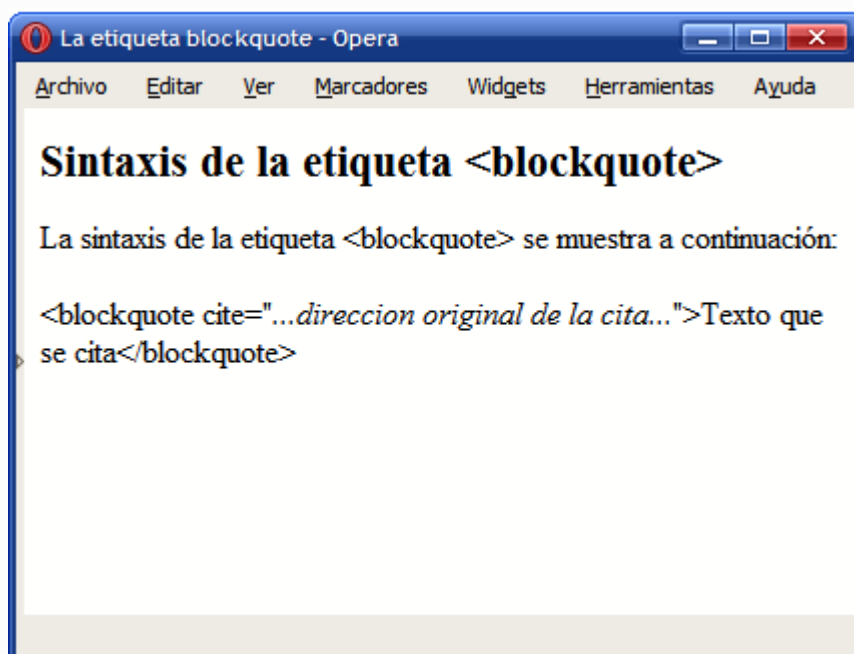 La etiqueta blockquote - Opera
Archivo Editar Ver Marcadores Widgets Herramientas Ayuda
Sintaxis de la etiqueta <blockquote>
La sintaxis de la etiqueta <blockquote> se muestra a continuación:
<blockquote cite="...direccion original de la cita...">Texto que
se cita</blockquote>